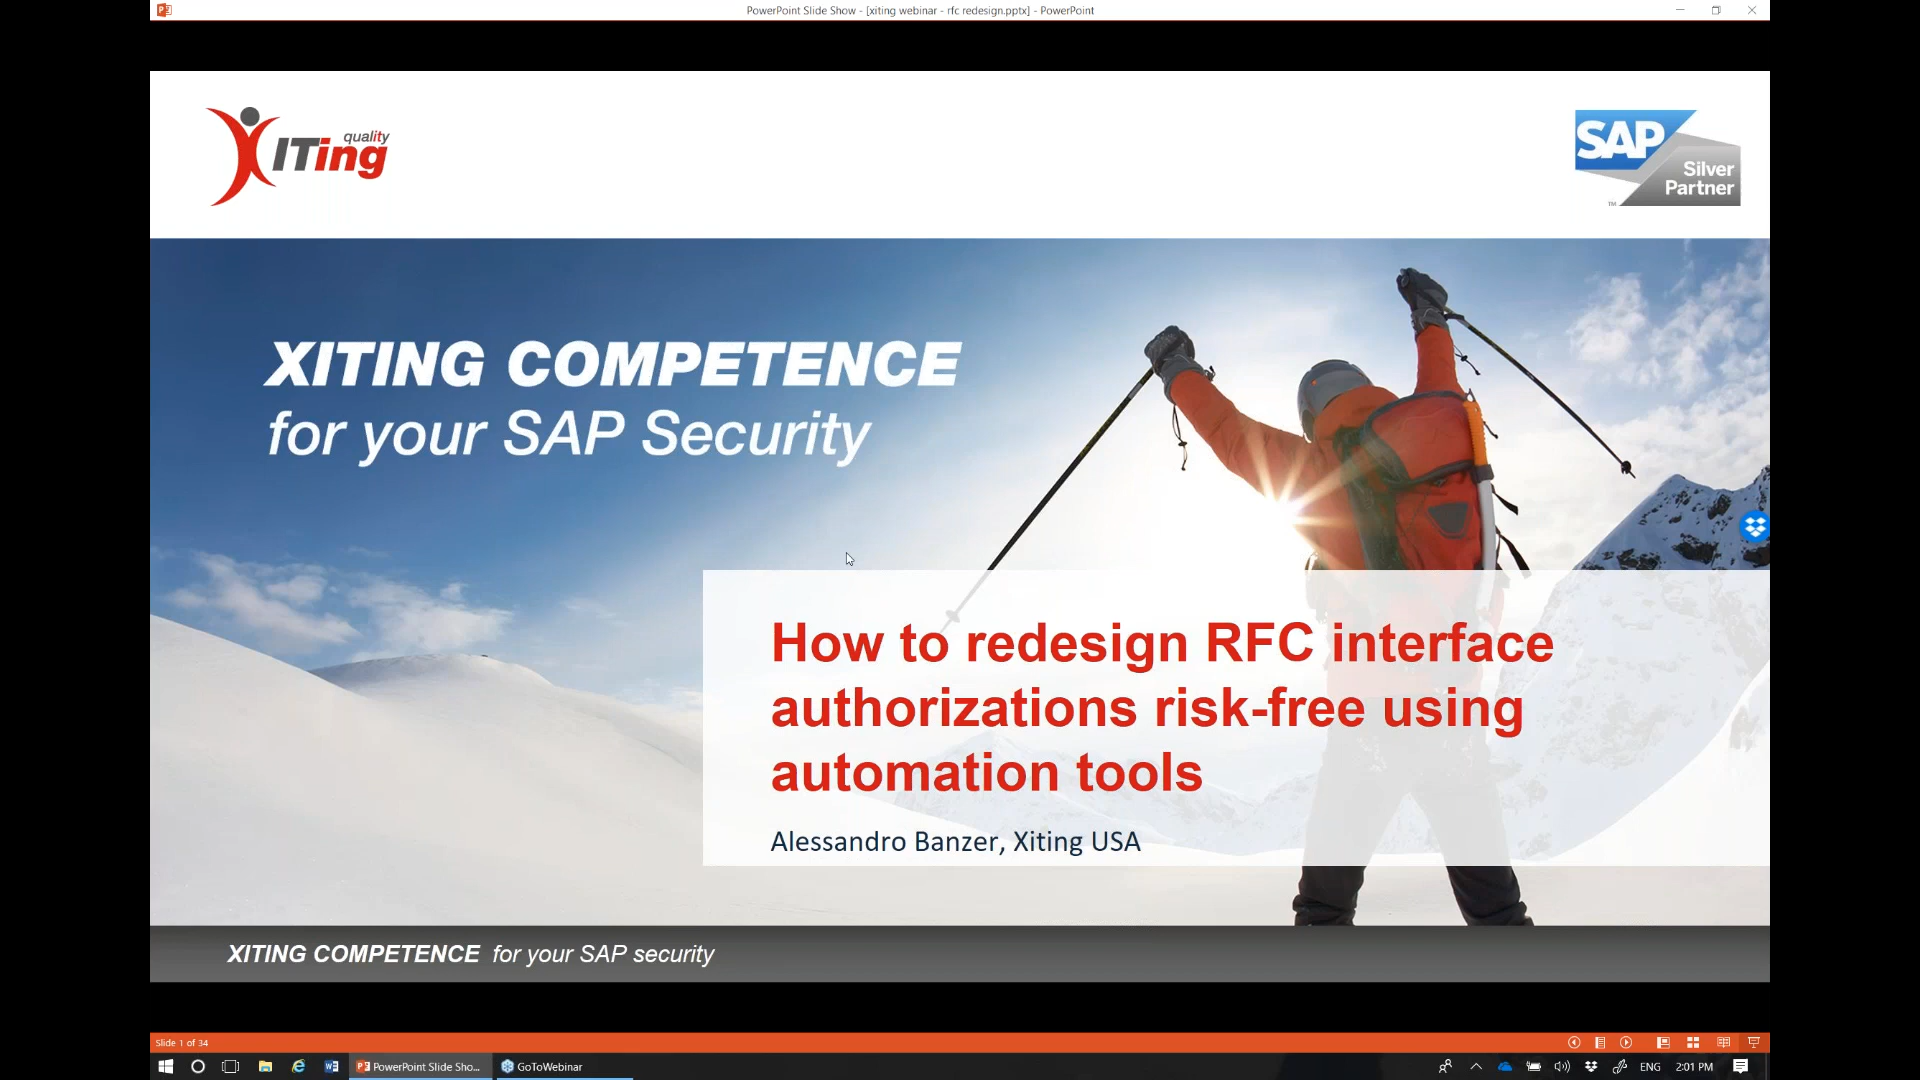 PowerPoint Slide Show - [xiting webinar - rfc redesign.pptx] - PowerPoint
quality
XITing
SAP
Silver
Partner
TM
XITING COMPETENCE
for your SAP Security
How to redesign RFC interface
authorizations risk-free using
automation tools
Alessandro Banzer, Xiting USA
XITING COMPETENCE for your SAP security
Slide 1 of 34
PowerPoint Slide Sho...
GoToWebinar
ENG
2:01 PM